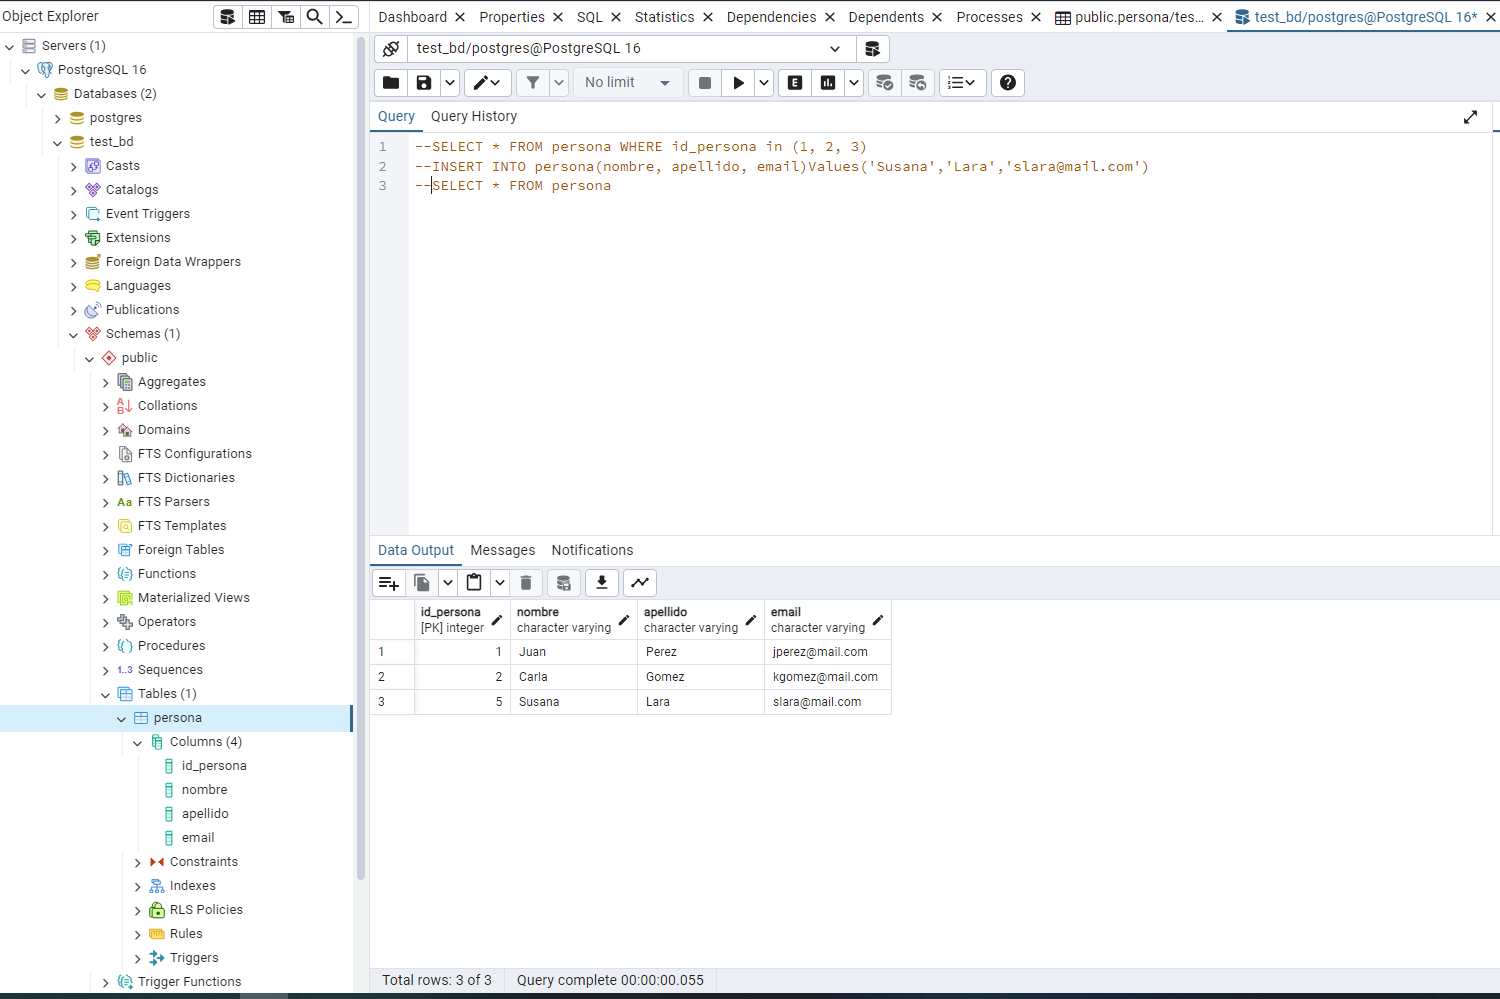 Object Explorer
Servers (1)
PostgreSQL 16
Databases (2)
postgres
test_bd
Casts
Catalogs
Event Triggers
Extensions
Foreign Data Wrappers
Languages
Publications
Schemas (1)
public
Aggregates
Collations
Domains
FTS Configurations
FTS Dictionaries
Aa FTS Parsers
FTS Templates
Foreign Tables
Functions
Materialized Views
Operators
Procedures
1..3 Sequences
Tables (1)
persona
Columns (4)
id_persona
nombre
apellido
email
Constraints
Indexes
RLS Policies
Rules
Triggers
Trigger Functions
Dashboard Properties SQL Statistics Dependencies Dependents Processes public.persona/tes... test_bd/postgres@PostgreSQL 16*
test_bd/postgres@PostgreSQL 16
No limit E
Query Query History
1 --SELECT * FROM persona WHERE id_persona in (1, 2, 3)
2 --INSERT INTO persona(nombre, apellido, email)Values('Susana','Lara','slara@mail.com')
3 --SELECT * FROM persona
Data Output Messages Notifications
id_persona nombre apellido email
[PK] integer character varying character varying character varying
1 1 Juan Perez jperez@mail.com
2 2 Carla Gomez kgomez@mail.com
3 5 Susana Lara slara@mail.com
Total rows: 3 of 3 Query complete 00:00:00.055